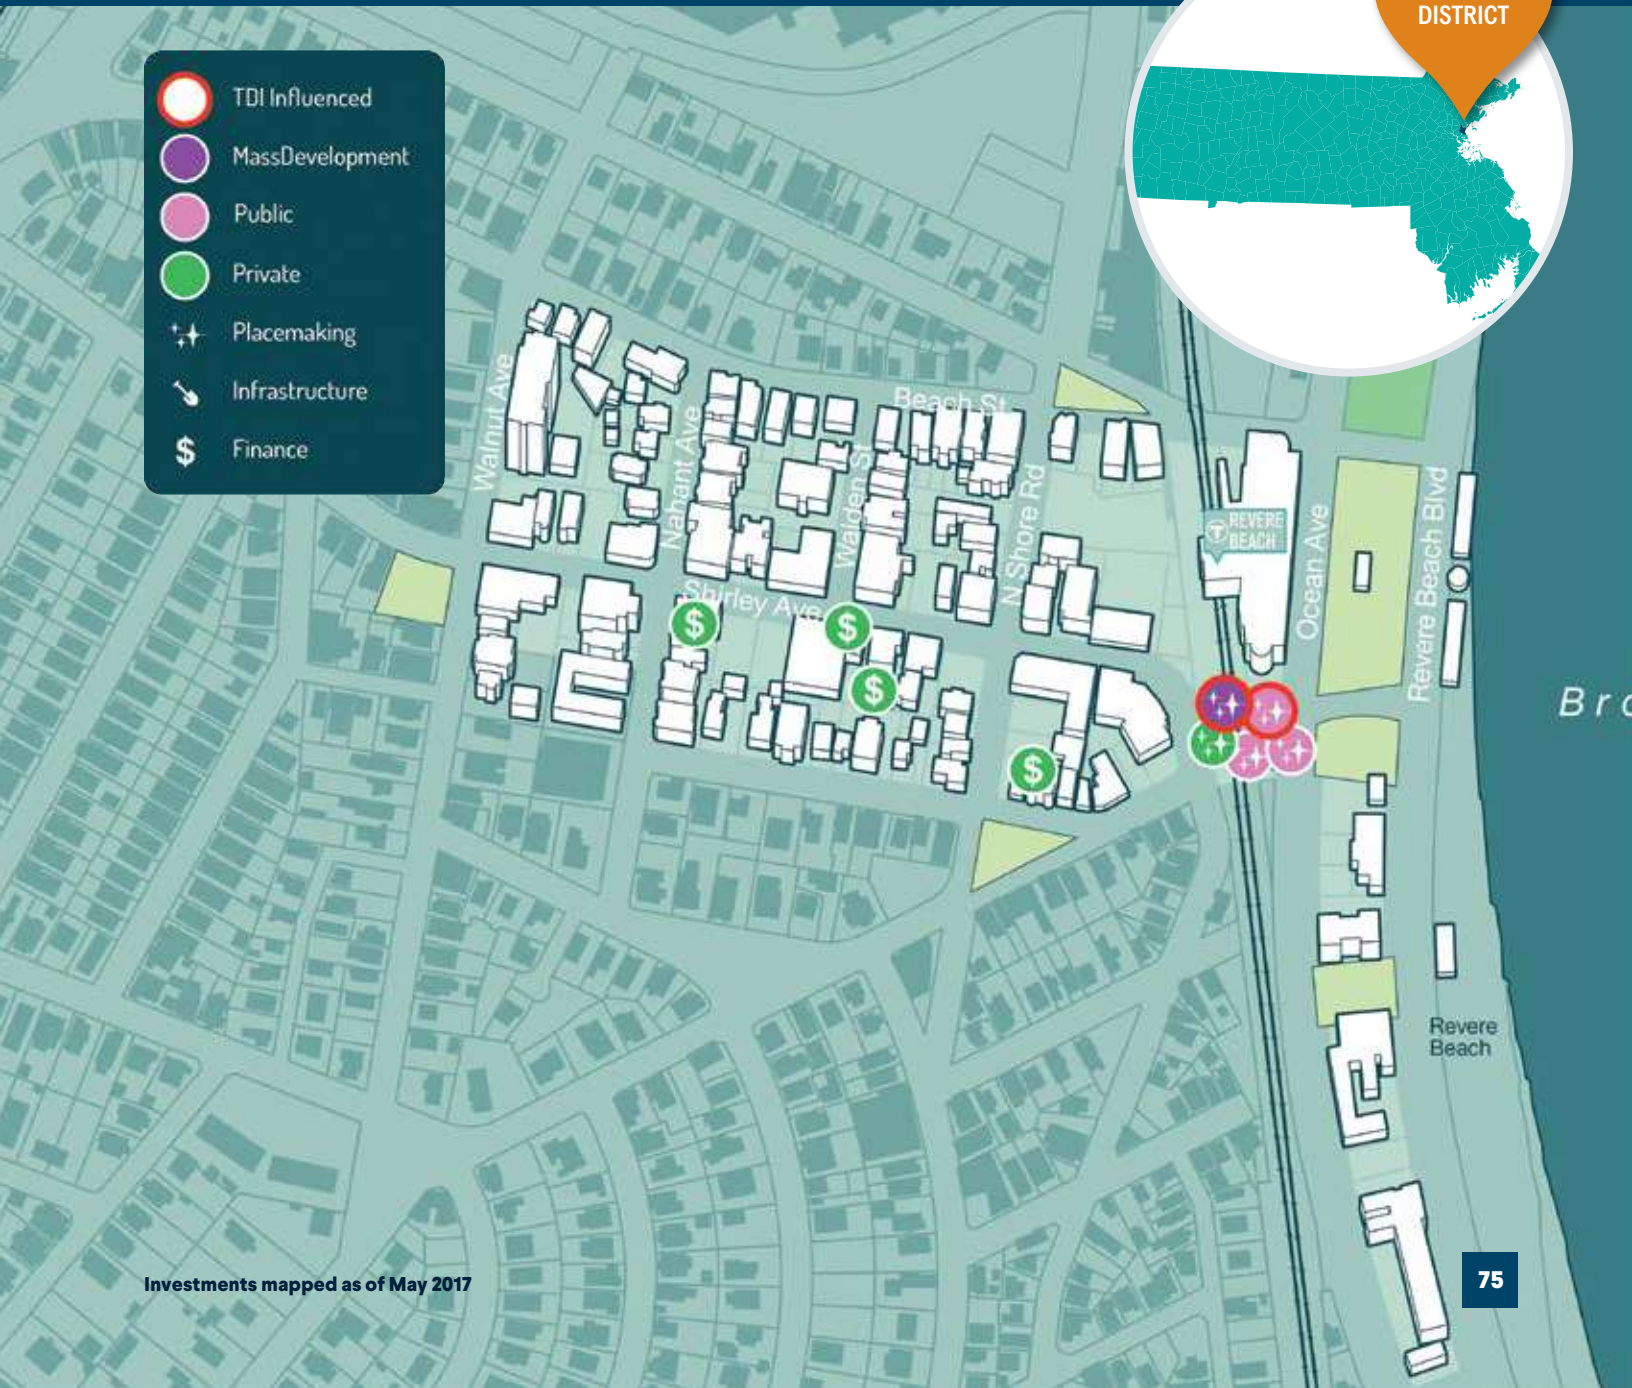 DISTRICT
TDI Influenced
MassDevelopment
Public
Private
Placemaking
Infrastructure
$
Finance
Walnut Ave
Nahant Ave
Beach St
Walden St
N Shore Rd
Shirley Ave
$
$
$
$
T
REVERE
BEACH
Ocean Ave
Revere Beach Blvd
Revere
Beach
Investments mapped as of May 2017
75